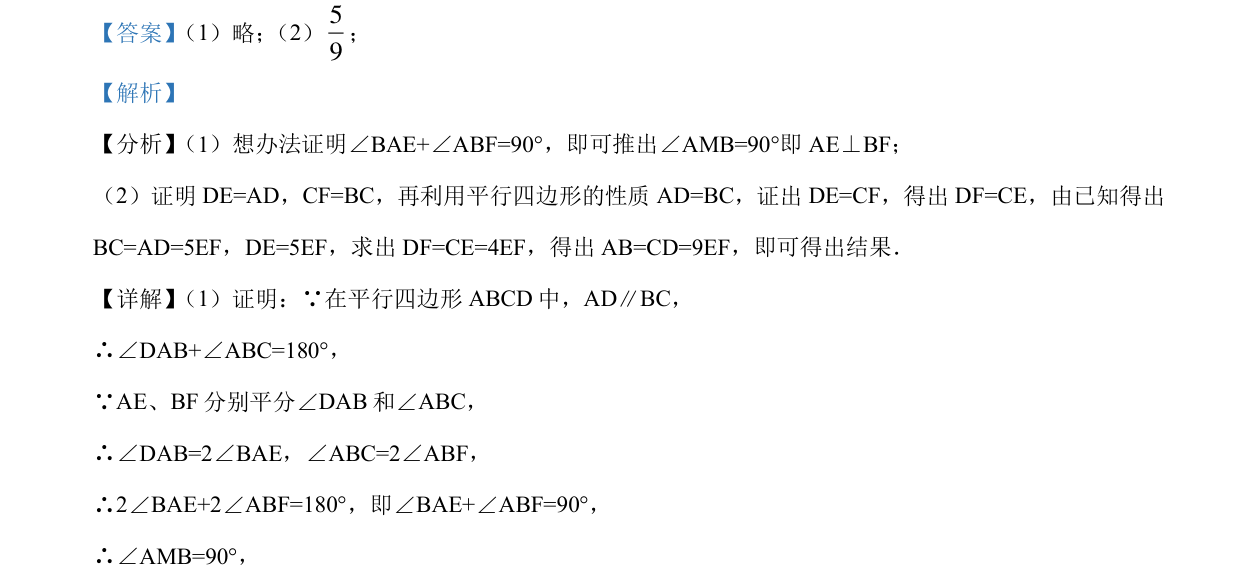 【答案】（1）略；（2）5/9；
【解析】
【分析】（1）想办法证明∠BAE+∠ABF=90°，即可推出∠AMB=90°即 AE⊥BF；
（2）证明 DE=AD，CF=BC，再利用平行四边形的性质 AD=BC，证出 DE=CF，得出 DF=CE，由已知得出
BC=AD=5EF，DE=5EF，求出 DF=CE=4EF，得出 AB=CD=9EF，即可得出结果．
【详解】（1）证明：∵在平行四边形 ABCD 中，AD∥BC，
∴∠DAB+∠ABC=180°，
∵AE、BF 分别平分∠DAB 和∠ABC，
∴∠DAB=2∠BAE，∠ABC=2∠ABF，
∴2∠BAE+2∠ABF=180°，即∠BAE+∠ABF=90°，
∴∠AMB=90°，